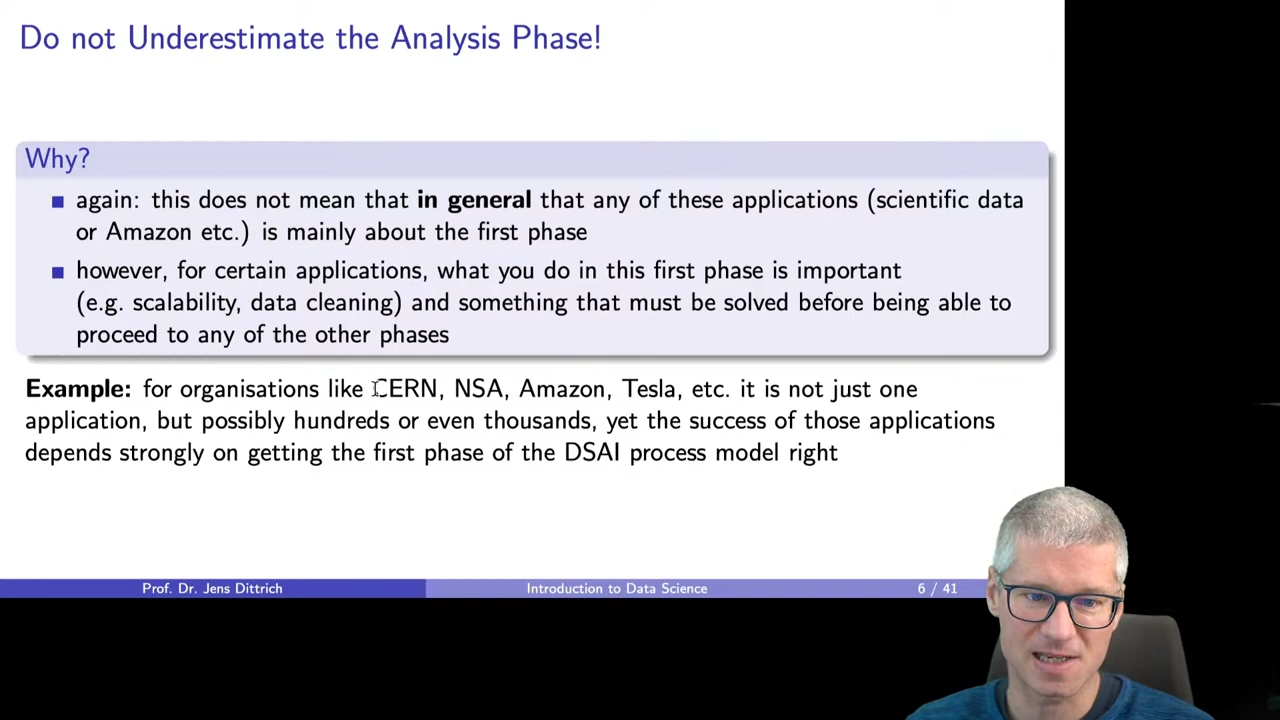 Do not Underestimate the Analysis Phase!
Why?
again: this does not mean that in general that any of these applications (scientific data
or Amazon etc.) is mainly about the first phase
however, for certain applications, what you do in this first phase is important
(e.g. scalability, data cleaning) and something that must be solved before being able to
proceed to any of the other phases
Example: for organisations like CERN, NSA, Amazon, Tesla, etc. it is not just one
application, but possibly hundreds or even thousands, yet the success of those applications
depends strongly on getting the first phase of the DSAI process model right
Prof. Dr. Jens Dittrich
Introduction to Data Science
6 / 41